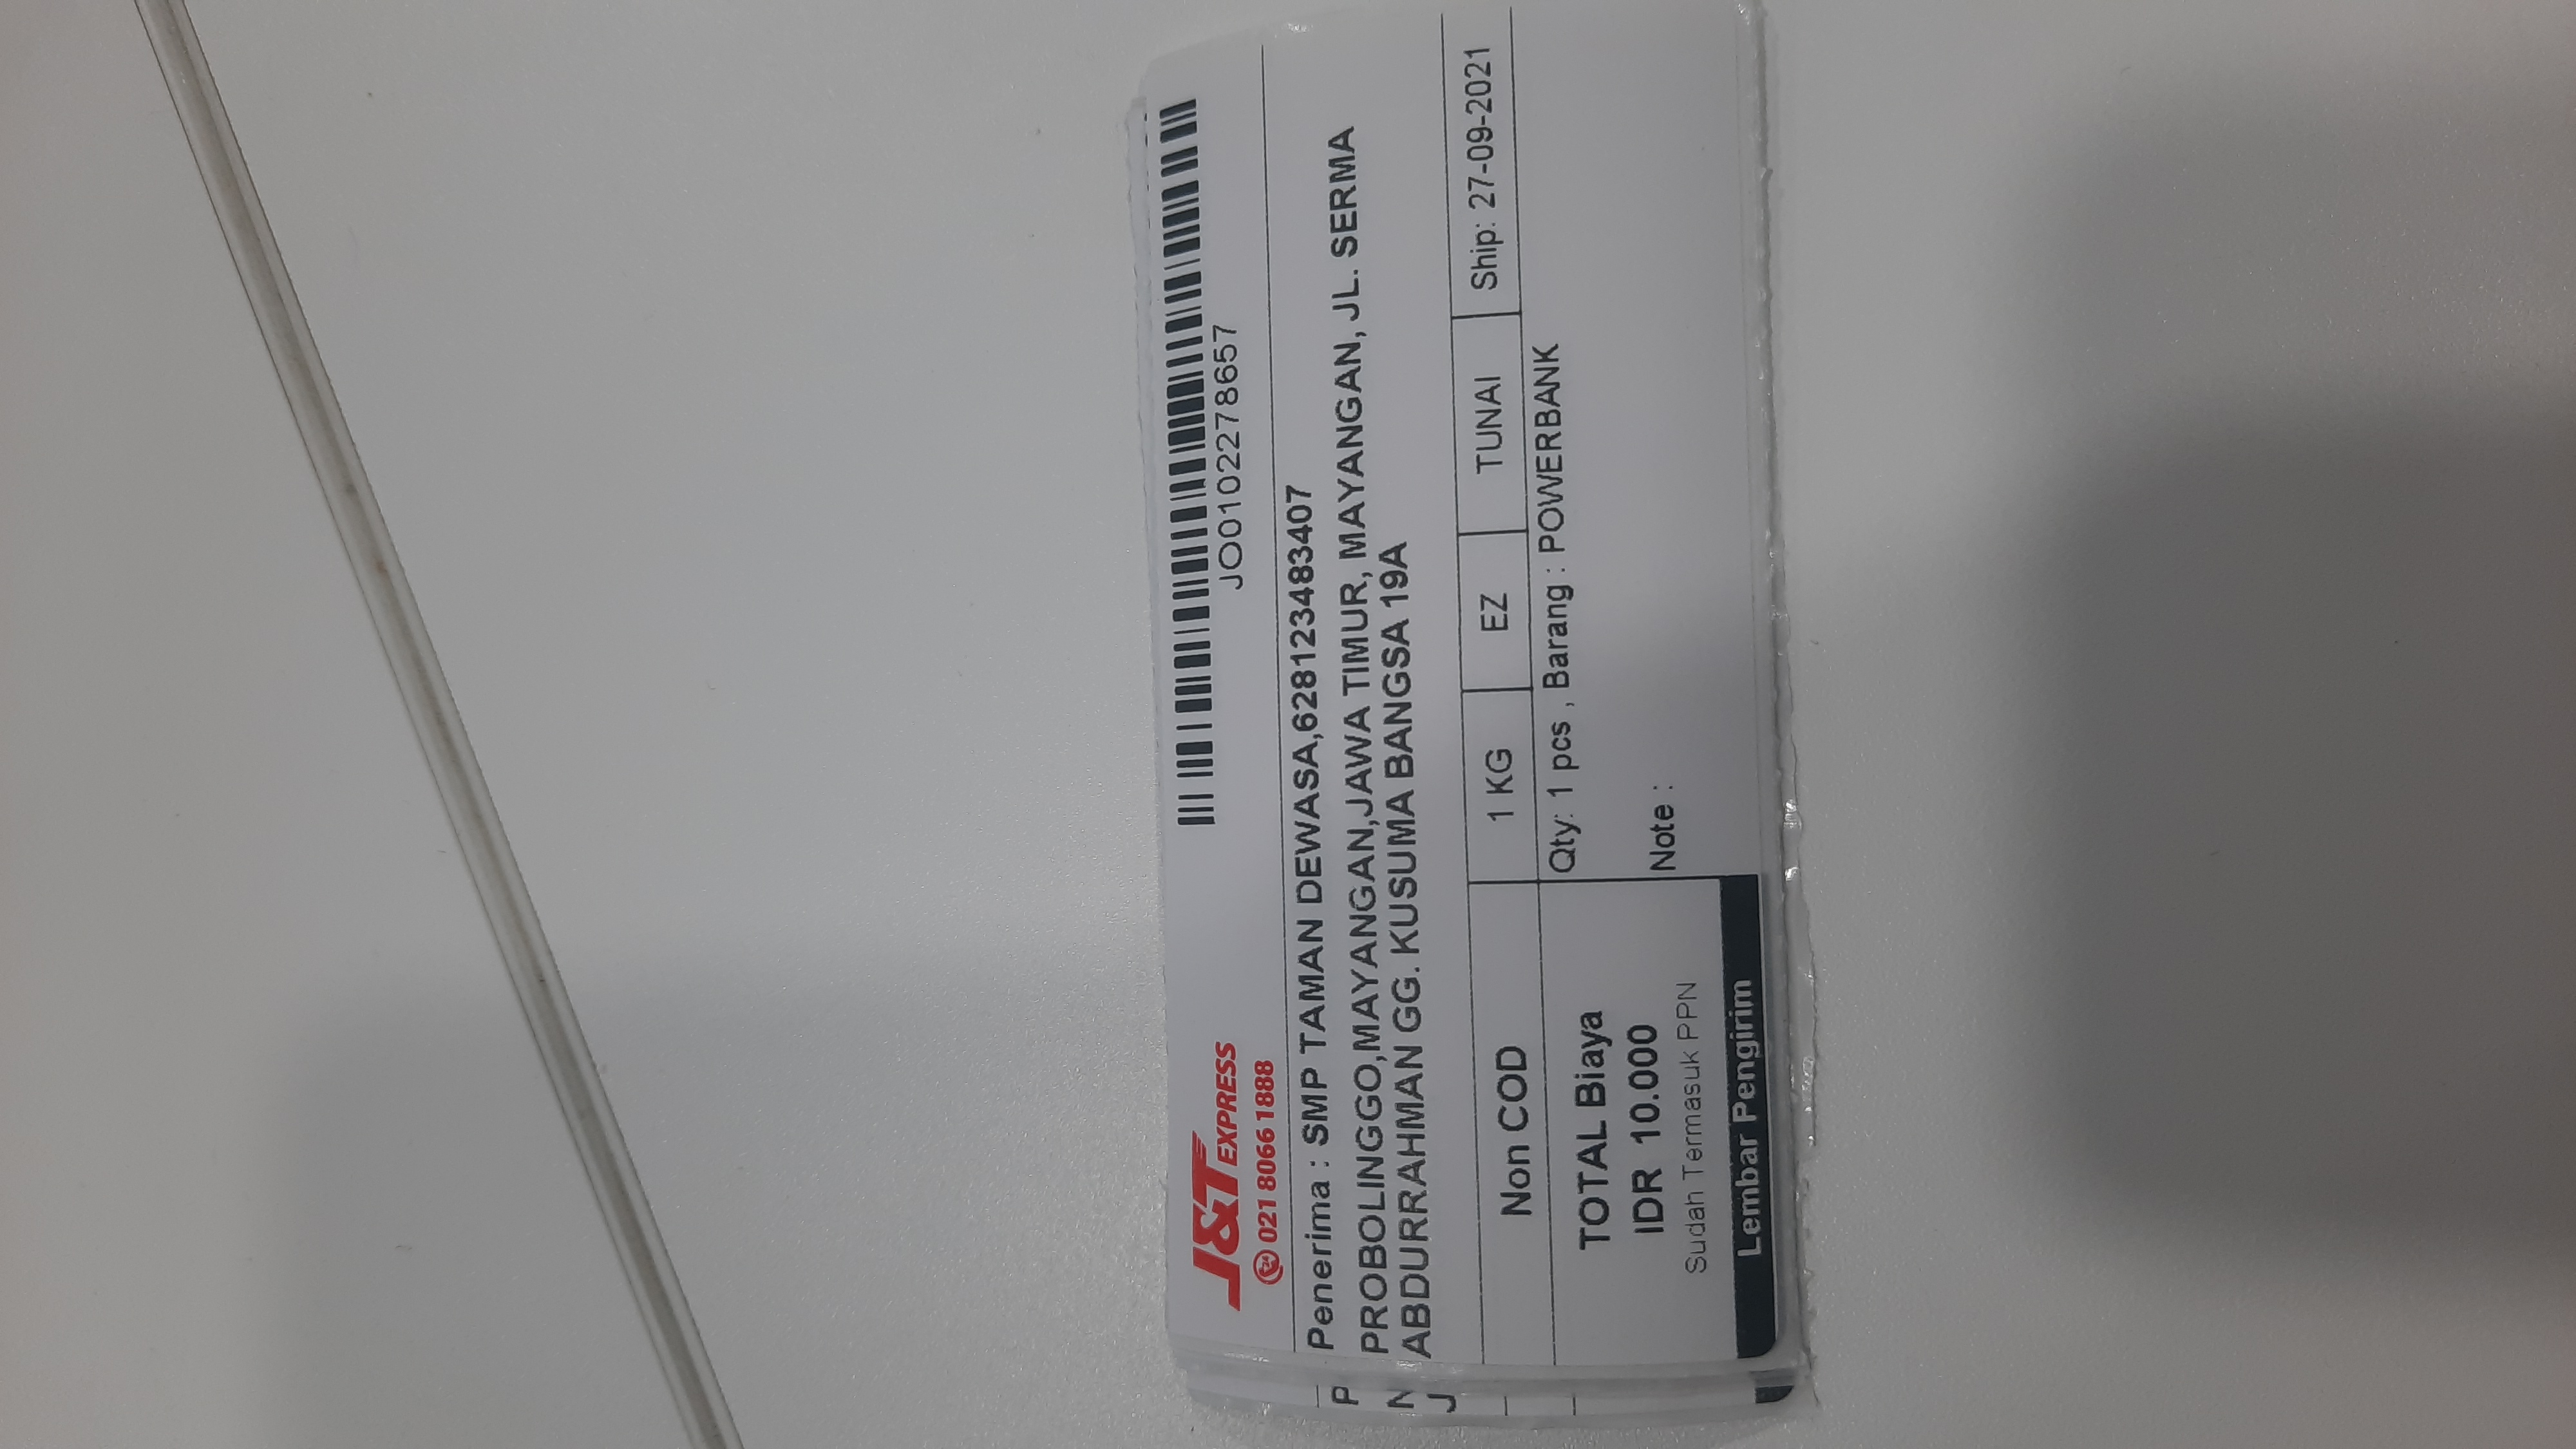 J&T EXPRESS
24 021 8066 1888
JO0102278657
Penerima : SMP TAMAN DEWASA,628123483407
PROBOLINGGO,MAYANGAN,JAWA TIMUR, MAYANGAN, JL. SERMA
ABDURRAHMAN GG. KUSUMA BANGSA 19A
Non COD
1 KG
EZ
TUNAI
Ship: 27-09-2021
TOTAL Biaya
IDR 10.000
Sudah Termasuk PPN
Lembar Pengirim
Qty: 1 pcs , Barang : POWERBANK
Note :
P
N
J